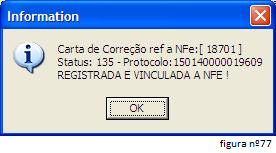 Information
Carta de Correção ref a NFe:[ 18701 ]
Status: 135 - Protocolo:150140000019609
REGISTRADA E VINCULADA A NFE !
OK
figura nº77